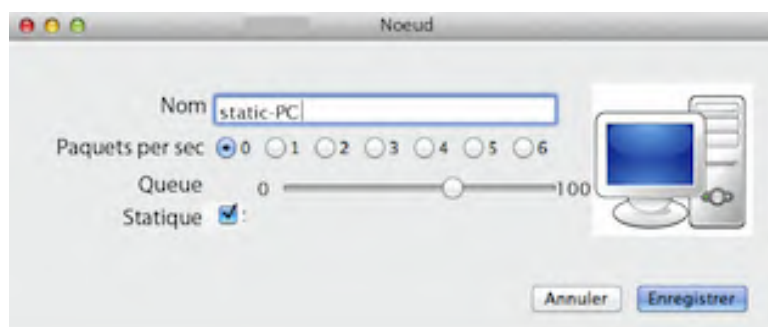 Noeud
Nom static-PC
Paquets per sec 0 1 2 3 4 5 6
Queue 0 100
Statique :
Annuler Enregistrer